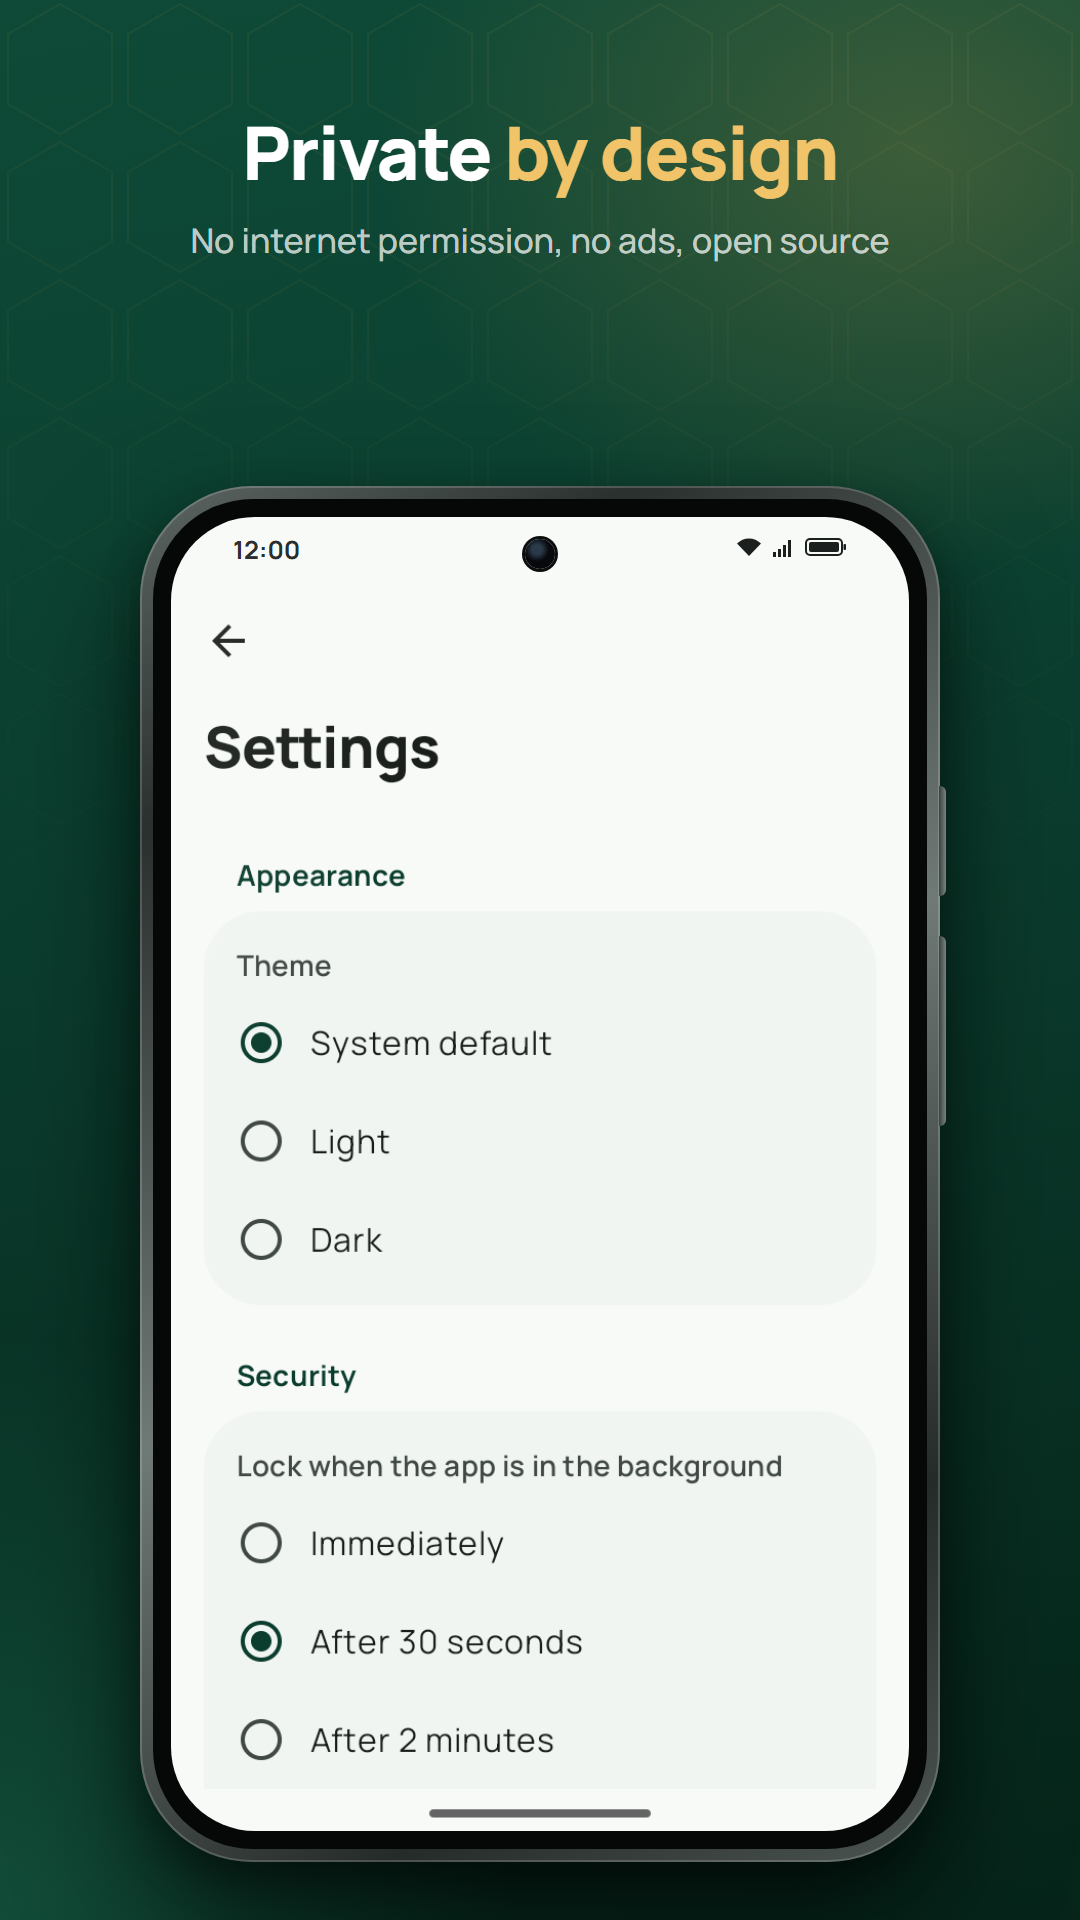 Private by design
No internet permission, no ads, open source
12:00
Settings
Appearance
Theme
System default
Light
Dark
Security
Lock when the app is in the background
Immediately
After 30 seconds
After 2 minutes